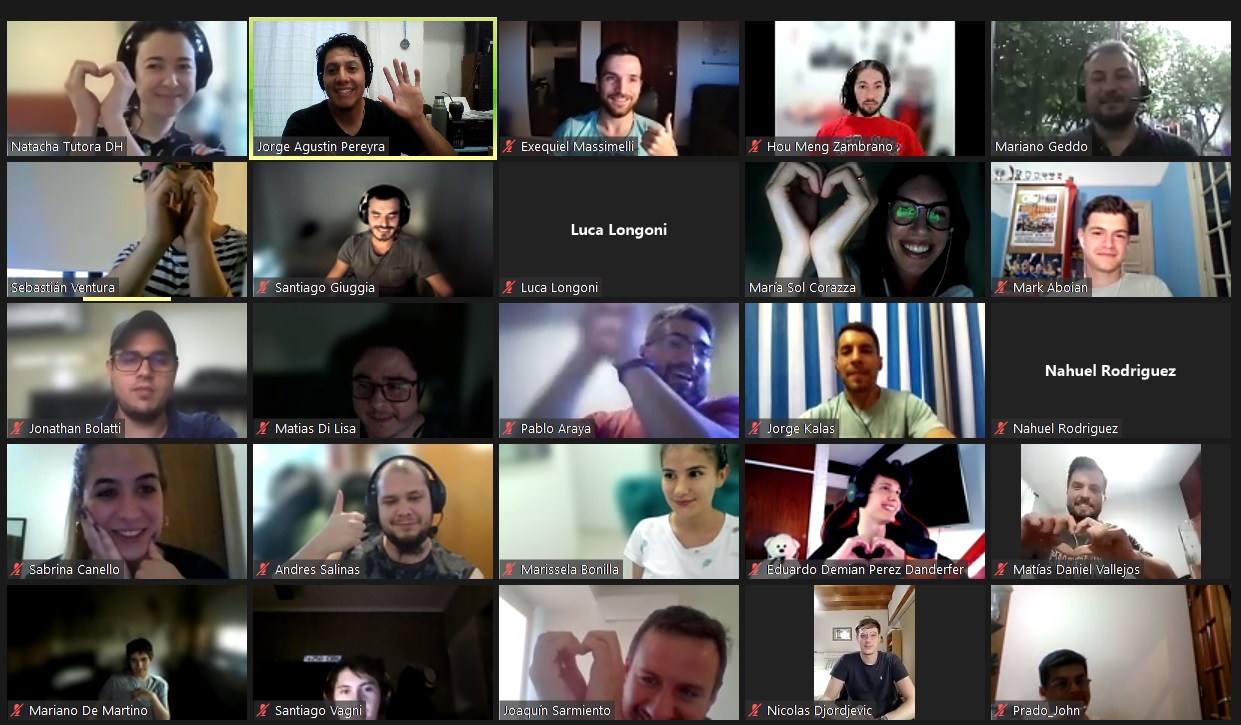 Natacha Tutora DH
Jorge Agustin Pereyra
Exequiel Massimelli
Hou Meng Zambrano
Mariano Geddo
Sebastián Ventura
Santiago Giuggia
Luca Longoni
Luca Longoni
María Sol Corazza
Mark Aboian
Jonathan Bolatti
Matias Di Lisa
Pablo Araya
Jorge Kalas
Nahuel Rodriguez
Nahuel Rodriguez
Sabrina Canello
Andres Salinas
Marissela Bonilla
Eduardo Demian Perez Danderfer
Matías Daniel Vallejos
Mariano De Martino
Santiago Vagni
Joaquín Sarmiento
Nicolas Djordjevic
Prado_John